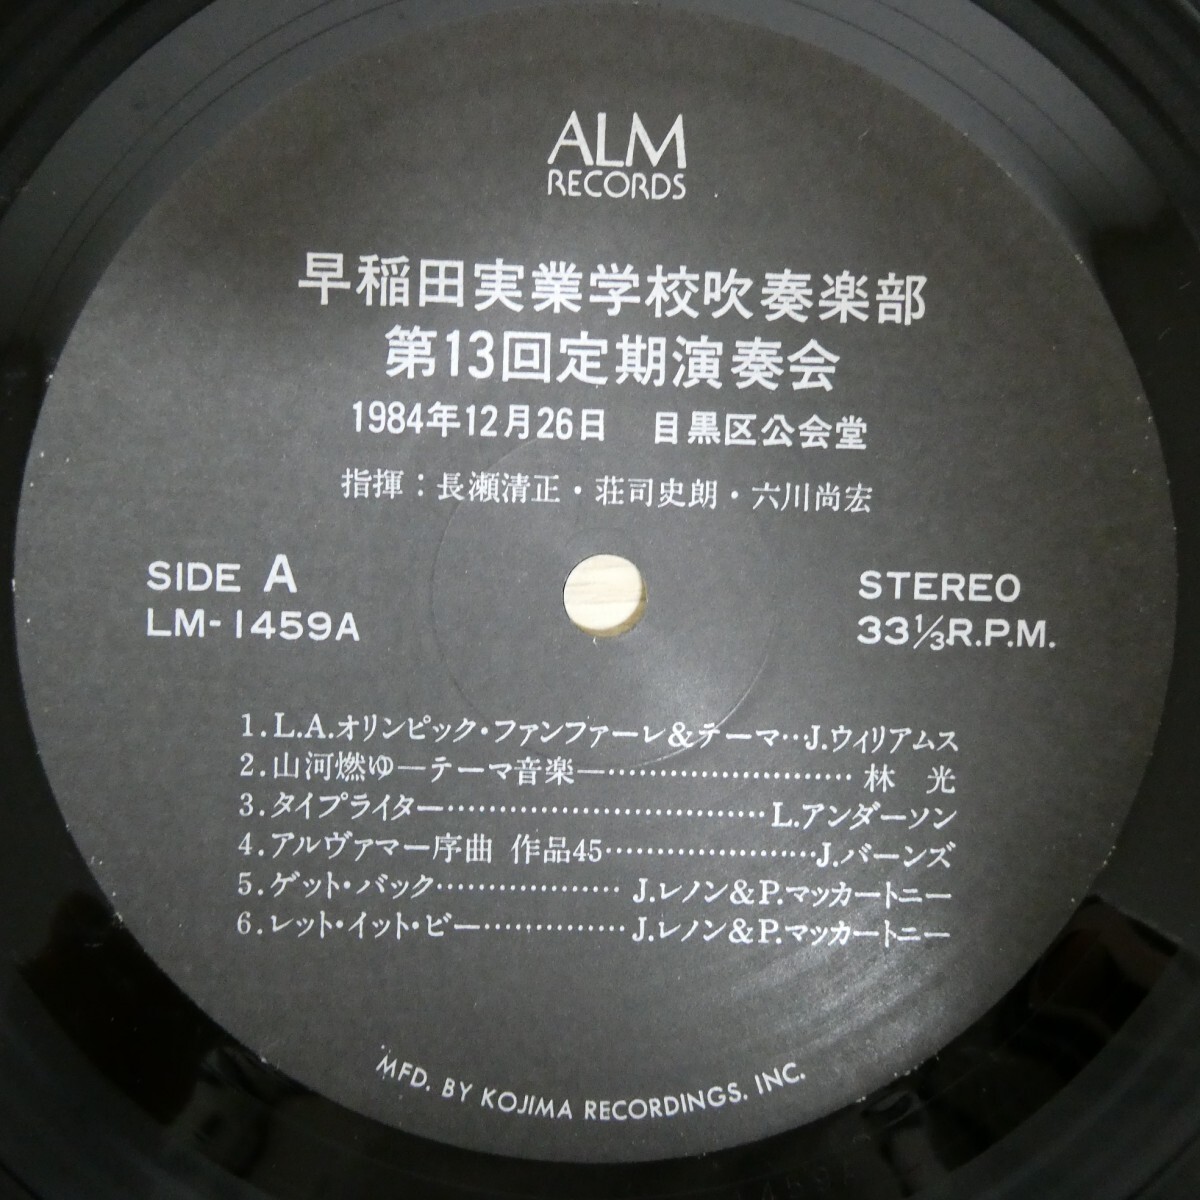 ALM
RECORDS
早稲田実業学校吹奏楽部
第13回定期演奏会
1984年12月26日　目黒区公会堂
指揮：長瀬清正・荘司史朗・六川尚宏
SIDE A
LM-1459A
STEREO
33⅓R.P.M.
1.L.A.オリンピック・ファンファーレ&テーマ…J.ウィリアムス
2.山河燃ゆ―テーマ音楽―………………………林　光
3.タイプライター……………………………L.アンダーソン
4.アルヴァマー序曲 作品45…………………J.バーンズ
5.ゲット・バック………………J.レノン&P.マッカートニー
6.レット・イット・ビー……………J.レノン&P.マッカートニー
MFD. BY KOJIMA RECORDINGS, INC.